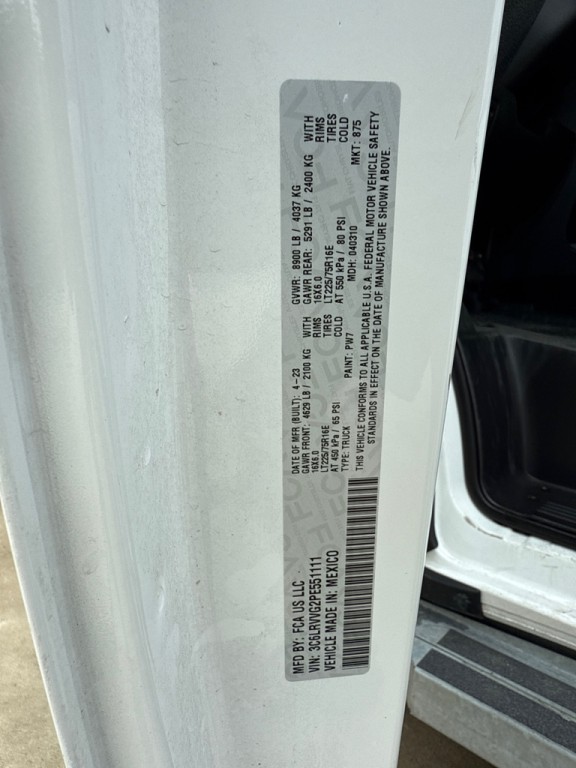 MFD BY: FCA US LLC
VIN: 3C6LRVVG2PE551111
VEHICLE MADE IN: MEXICO
DATE OF MFR (BUILT): 4-23
GVWR: 8900 LB / 4037 KG
GAWR FRONT: 4629 LB / 2100 KG WITH
16X6.0 RIMS
LT225/75R16E TIRES
AT 450 kPa / 65 PSI COLD
GAWR REAR: 5291 LB / 2400 KG WITH
16X6.0 RIMS
LT225/75R16E TIRES
AT 550 kPa / 80 PSI COLD
TYPE: TRUCK PAINT: PW7 MDH: 040310 MKT: 875
THIS VEHICLE CONFORMS TO ALL APPLICABLE U.S.A. FEDERAL MOTOR VEHICLE SAFETY
STANDARDS IN EFFECT ON THE DATE OF MANUFACTURE SHOWN ABOVE.